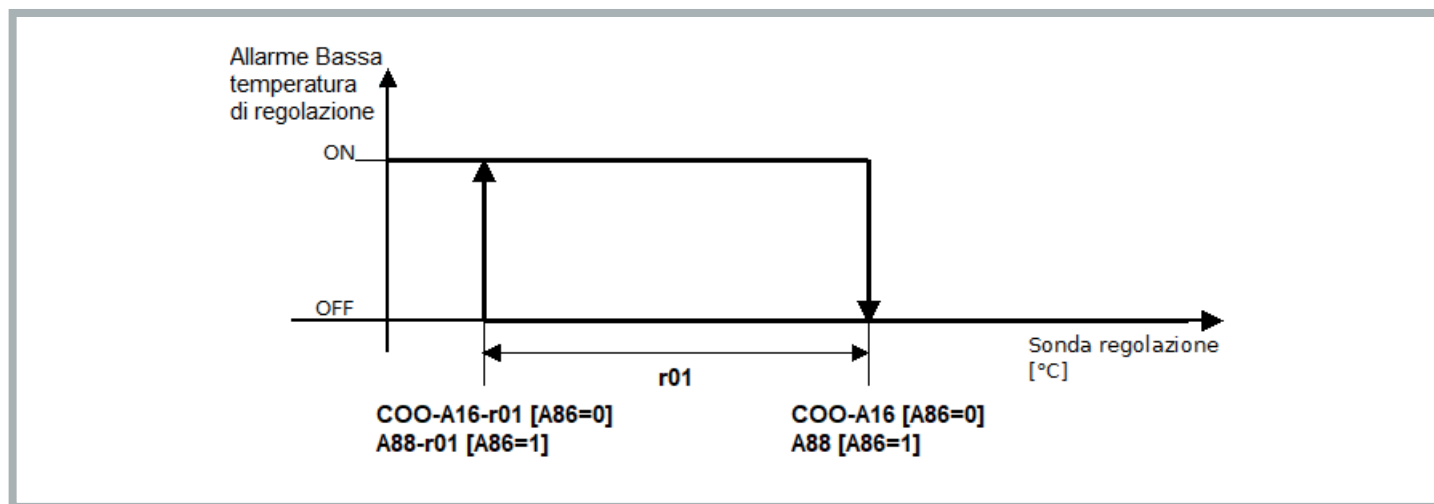 Allarme Bassa
temperatura
di regolazione
ON
OFF
Sonda regolazione
[°C]
r01
COO-A16-r01 [A86=0]
A88-r01 [A86=1]
COO-A16 [A86=0]
A88 [A86=1]